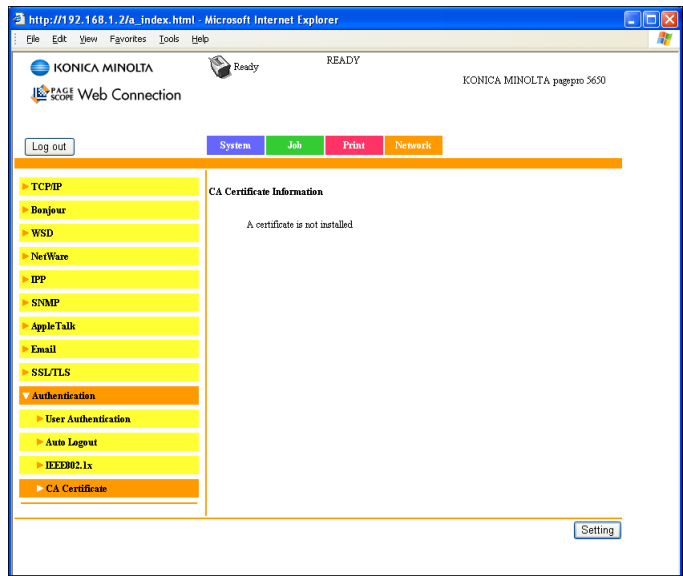 http://192.168.1.2/a_index.html - Microsoft Internet Explorer
File Edit View Favorites Tools Help
KONICA MINOLTA
Ready
READY
KONICA MINOLTA pagepro 5650
PAGE SCOPE Web Connection
Log out
System Job Print Network
TCP/IP
Bonjour
WSD
NetWare
IPP
SNMP
AppleTalk
Email
SSL/TLS
Authentication
User Authentication
Auto Logout
IEEE802.1x
CA Certificate
CA Certificate Information
A certificate is not installed
Setting